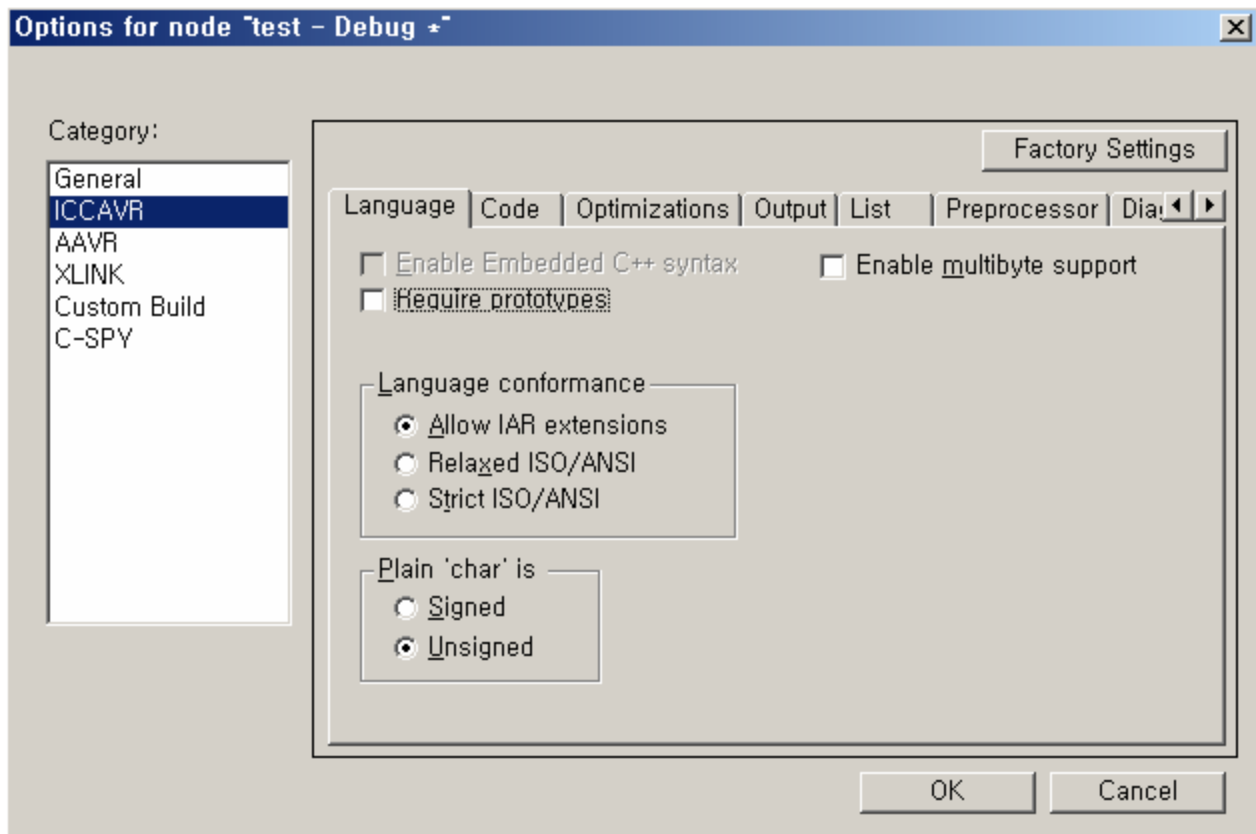 Options for node "test - Debug *"
Category:
General
ICCAVR
AAVR
XLINK
Custom Build
C-SPY
Factory Settings
Language Code Optimizations Output List Preprocessor
Enable Embedded C++ syntax Enable multibyte support
Require prototypes
Language conformance
Allow IAR extensions
Relaxed ISO/ANSI
Strict ISO/ANSI
Plain 'char' is
Signed
Unsigned
OK Cancel